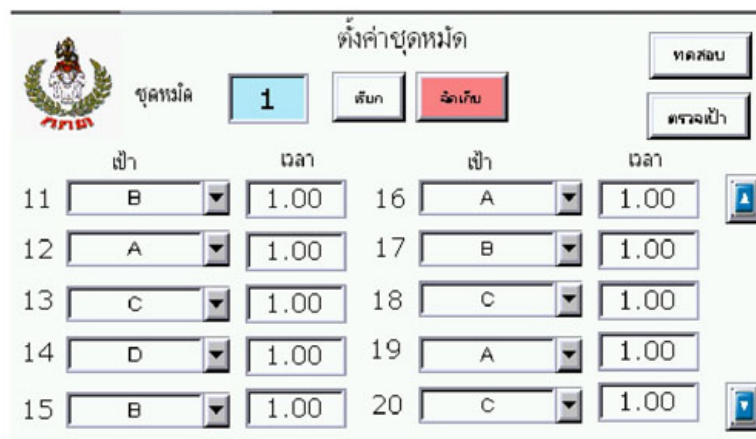 ตั้งค่าชุดหมัด
ทดสอบ
ชุดหมัด 1 เรียก จัดเก็บ
ตรวจเป้า
เป้า เวลา เป้า เวลา
11 B 1.00 16 A 1.00
12 A 1.00 17 B 1.00
13 C 1.00 18 C 1.00
14 D 1.00 19 A 1.00
15 B 1.00 20 C 1.00